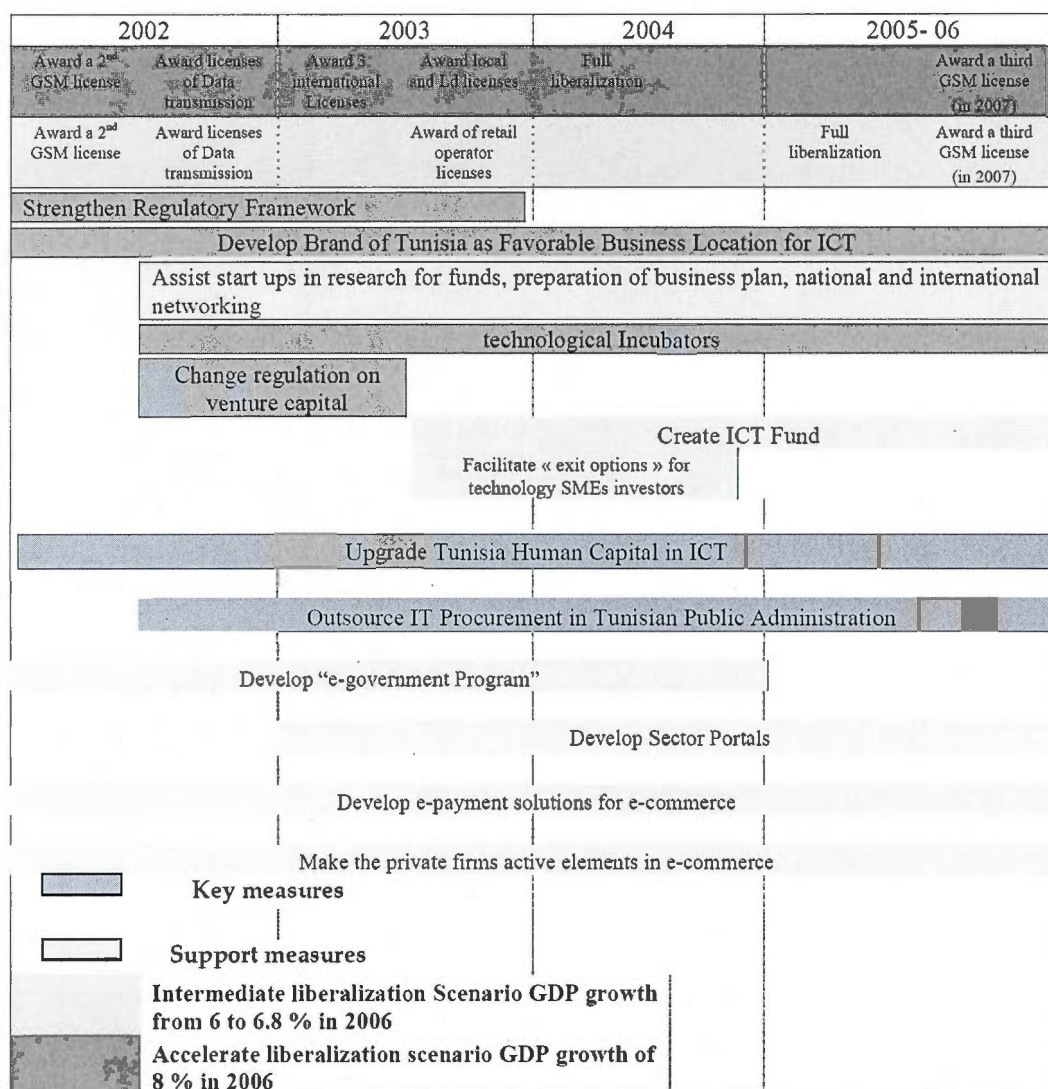 2002 2003 2004 2005- 06
Award a 2nd Award licenses Award 3 Award local Full Award a third
GSM license of Data international and Ld licenses liberalization GSM license
transmission Licenses (in 2007)
Award a 2nd Award licenses Award of retail Full Award a third
GSM license of Data operator liberalization GSM license
transmission licenses (in 2007)
Strengthen Regulatory Framework
Develop Brand of Tunisia as Favorable Business Location for ICT
Assist start ups in research for funds, preparation of business plan, national and international
networking
technological Incubators
Change regulation on
venture capital
Create ICT Fund
Facilitate « exit options » for
technology SMEs investors
Upgrade Tunisia Human Capital in ICT
Outsource IT Procurement in Tunisian Public Administration
Develop “e-government Program”
Develop Sector Portals
Develop e-payment solutions for e-commerce
Make the private firms active elements in e-commerce
Key measures
Support measures
Intermediate liberalization Scenario GDP growth
from 6 to 6.8 % in 2006
Accelerate liberalization scenario GDP growth of
8 % in 2006